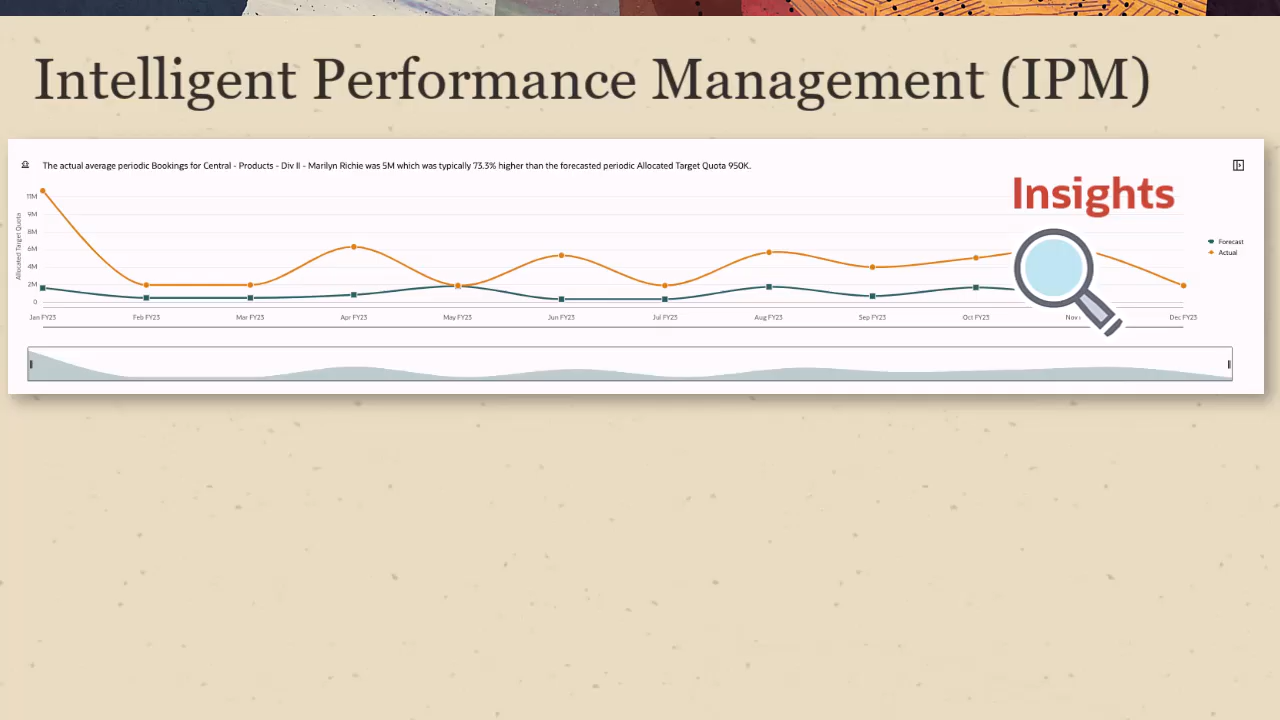 Intelligent Performance Management (IPM)
The actual average periodic Bookings for Central - Products - Div II - Marilyn Richie was 5M which was typically 73.3% higher than the forecasted periodic Allocated Target Quota 950K.
Insights
Allocated Target Quota
11M
9M
8M
6M
4M
2M
0
Forecast
Actual
Jan FY23 Feb FY23 Mar FY23 Apr FY23 May FY23 Jun FY23 Jul FY23 Aug FY23 Sep FY23 Oct FY23 Nov Dec FY23